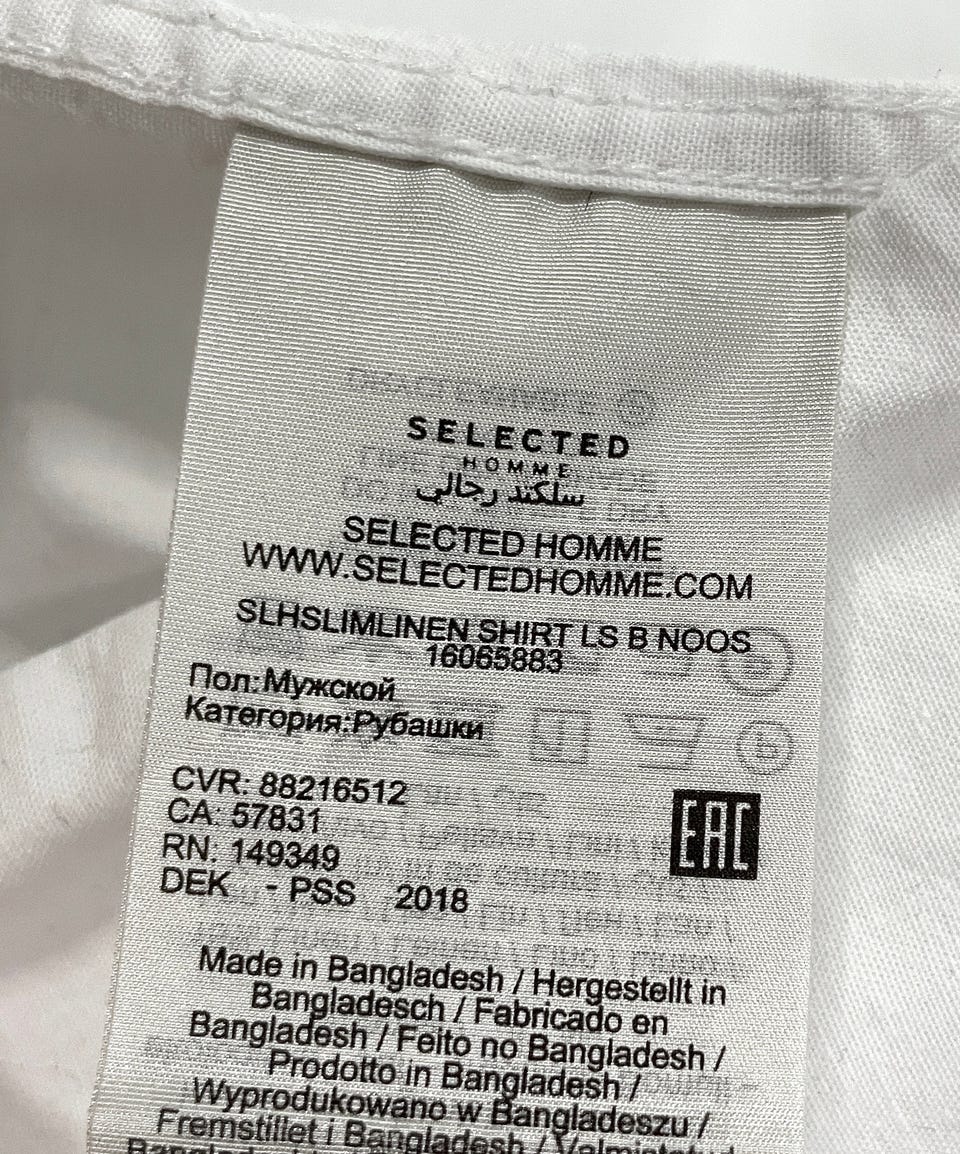 SELECTED
HOMME
سلكتد رجالي
SELECTED HOMME
WWW.SELECTEDHOMME.COM
SLHSLIMLINEN SHIRT LS B NOOS
16065883
Пол:Мужской
Категория:Рубашки
CVR: 88216512
CA: 57831
RN: 149349
DEK - PSS 2018
EAC
Made in Bangladesh / Hergestellt in
Bangladesch / Fabricado en
Bangladesh / Feito no Bangladesh /
Prodotto in Bangladesh /
Wyprodukowano w Bangladeszu /
Fremstillet i Bangladesh /